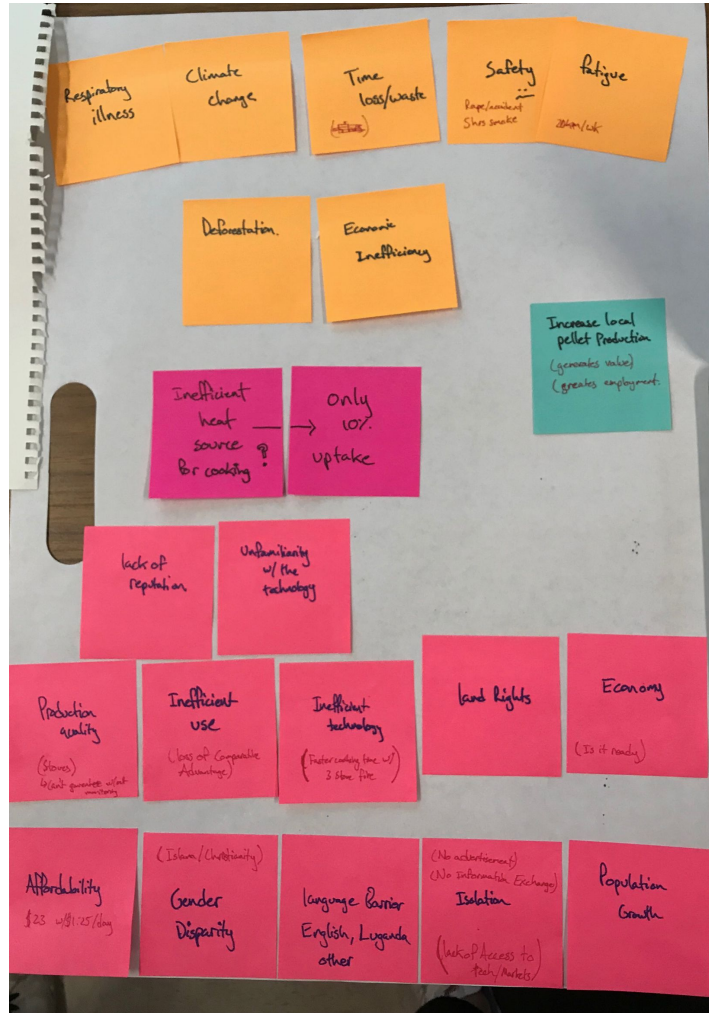 Respiratory
illness
Climate
change
Time
loss/waste
Safety
Rape/accident
5hrs smoke
fatigue
Deforestation.
Economic
Inefficiency
Increase local
pellet Production
(generates value)
(creates employment.
Inefficient
heat
source
for cooking
?
Only
10%
uptake
lack of
reputation
Unfamiliarity
w/ the
technology
Production
quality
(Stoves)
Inefficient
use
(loss of Comparable
Advantage)
Inefficient
technology
(Faster cooking time w/
3 stone fire)
land Rights
Economy
(Is it ready)
Affordability
$23 w/$1.25/day
(Islam/Christianity)
Gender
Disparity
language Barrier
English, Luganda
other
(No advertisement)
(No Information Exchange)
Isolation
(lack of Access to
tech/Markets)
Population
Growth